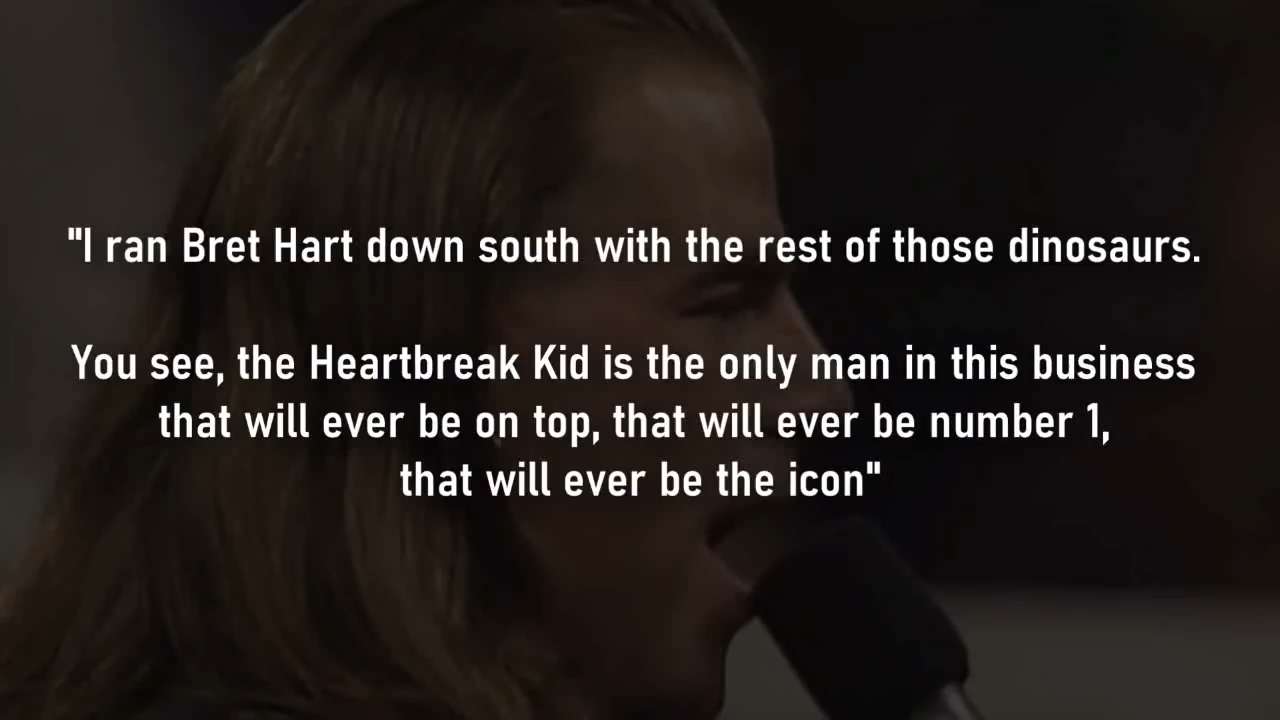 "I ran Bret Hart down south with the rest of those dinosaurs.
You see, the Heartbreak Kid is the only man in this business
that will ever be on top, that will ever be number 1,
that will ever be the icon"